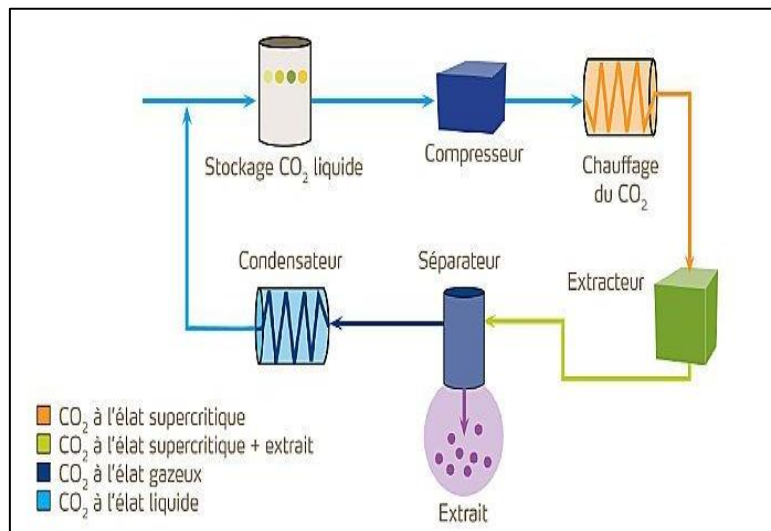 Stockage CO₂ liquide
Compresseur
Chauffage
du CO₂
Condensateur
Séparateur
Extracteur
CO₂ à l'élat supercritique
CO₂ à l'élat supercritique + extrait
CO₂ à l'élat gazeux
CO₂ à l'élat liquide
Extrait